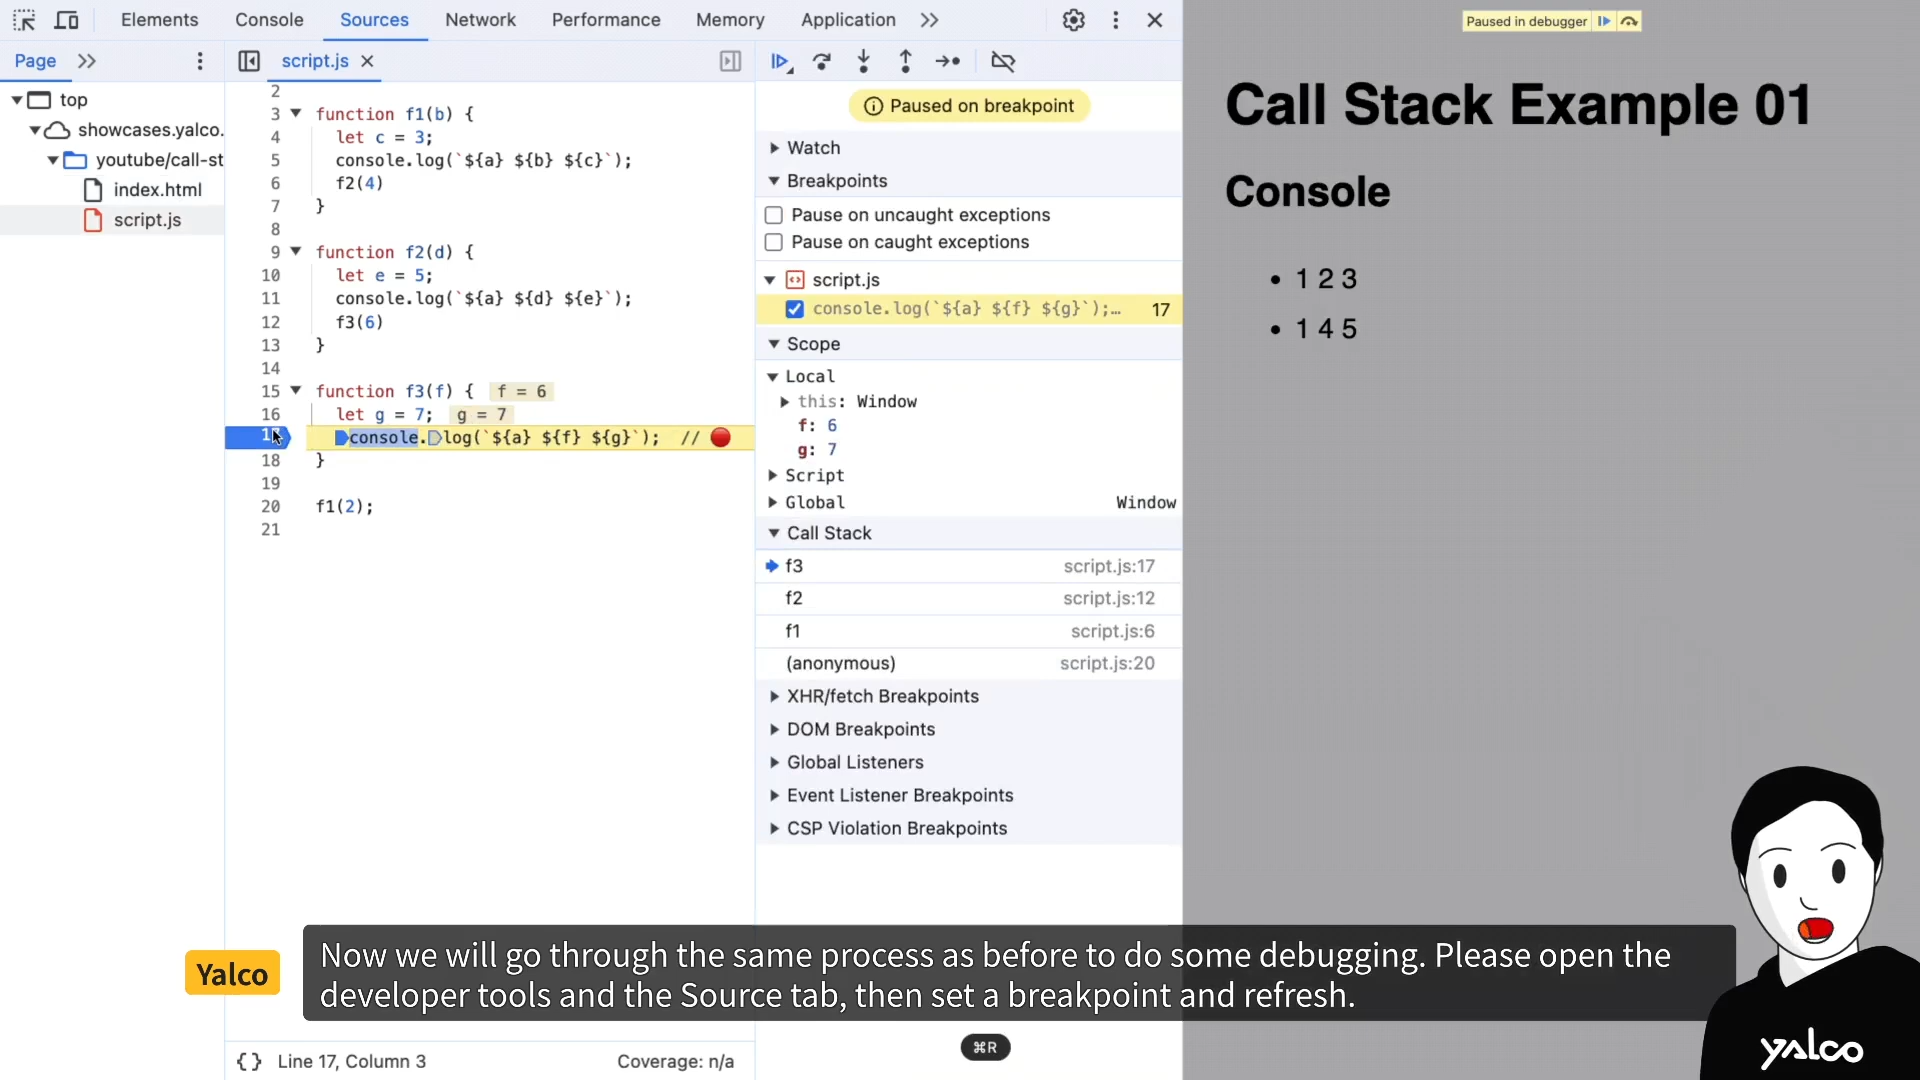 Elements Console Sources Network Performance Memory Application
Page
script.js
top
showcases.yalco.
youtube/call-st
index.html
script.js
2
3 function f1(b) {
4 let c = 3;
5 console.log(`${a} ${b} ${c}`);
6 f2(4)
7 }
8
9 function f2(d) {
10 let e = 5;
11 console.log(`${a} ${d} ${e}`);
12 f3(6)
13 }
14
15 function f3(f) { f = 6
16 let g = 7; g = 7
17 console.log(`${a} ${f} ${g}`); //
18 }
19
20 f1(2);
21
{ } Line 17, Column 3 Coverage: n/a
Paused on breakpoint
Watch
Breakpoints
Pause on uncaught exceptions
Pause on caught exceptions
script.js
console.log(`${a} ${f} ${g}`);… 17
Scope
Local
this: Window
f: 6
g: 7
Script
Global Window
Call Stack
f3 script.js:17
f2 script.js:12
f1 script.js:6
(anonymous) script.js:20
XHR/fetch Breakpoints
DOM Breakpoints
Global Listeners
Event Listener Breakpoints
CSP Violation Breakpoints
Paused in debugger
Call Stack Example 01
Console
• 1 2 3
• 1 4 5
Yalco
Now we will go through the same process as before to do some debugging. Please open the
developer tools and the Source tab, then set a breakpoint and refresh.
⌘R
yalco